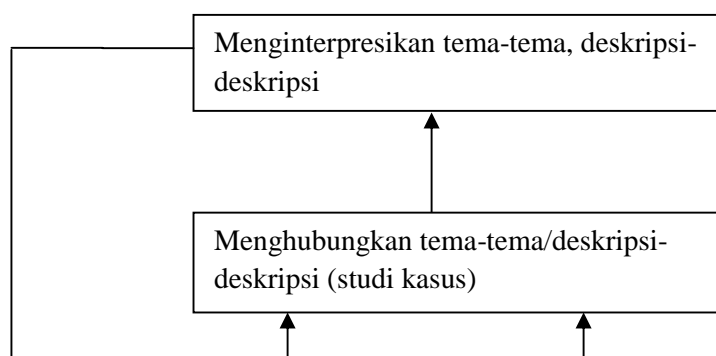 Menginterpresikan tema-tema, deskripsi-
deskripsi
Menghubungkan tema-tema/deskripsi-
deskripsi (studi kasus)